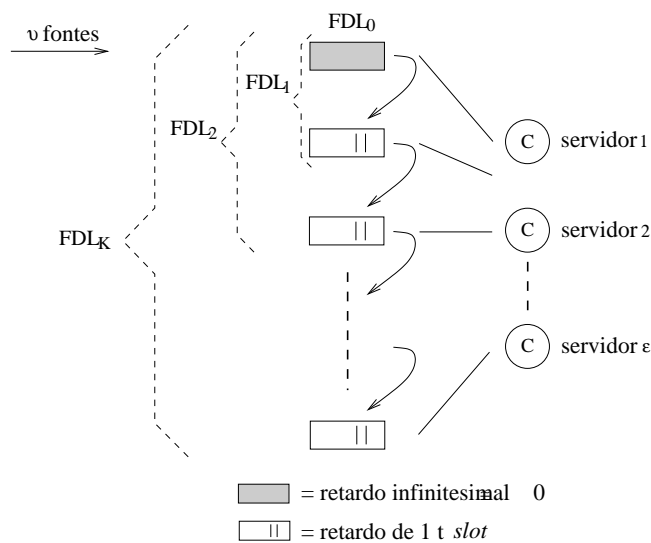 FDL0
υ fontes
FDL1
FDL2
C servidor 1
C servidor 2
FDLK
C servidor ε
= retardo infinitesimal = 0
= retardo de 1 t slot